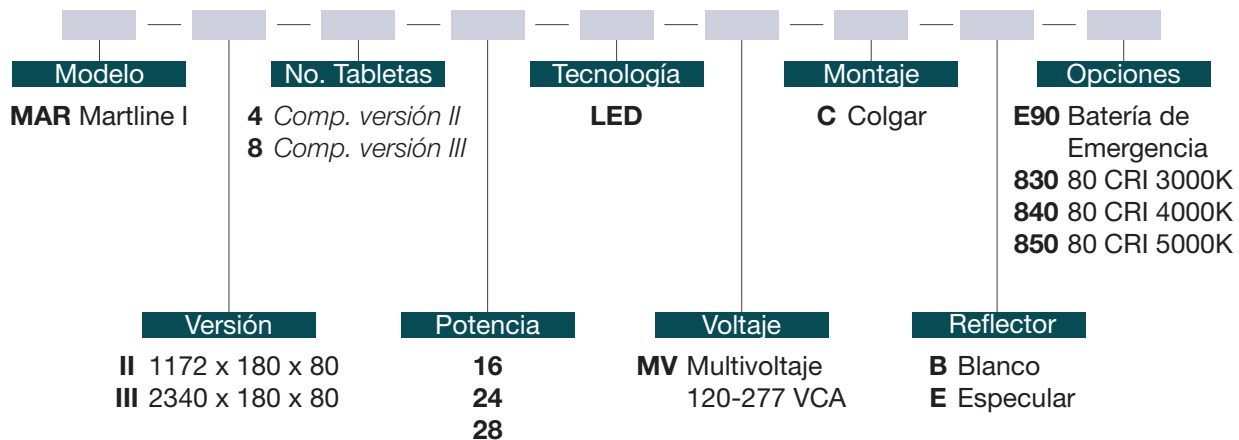 Modelo
MAR Martline I
No. Tabletas
4 Comp. versión II
8 Comp. versión III
Tecnología
LED
Montaje
C Colgar
Opciones
E90 Batería de
Emergencia
830 80 CRI 3000K
840 80 CRI 4000K
850 80 CRI 5000K
Versión
II 1172 x 180 x 80
III 2340 x 180 x 80
Potencia
16
24
28
Voltaje
MV Multivoltaje
120-277 VCA
Reflector
B Blanco
E Especular